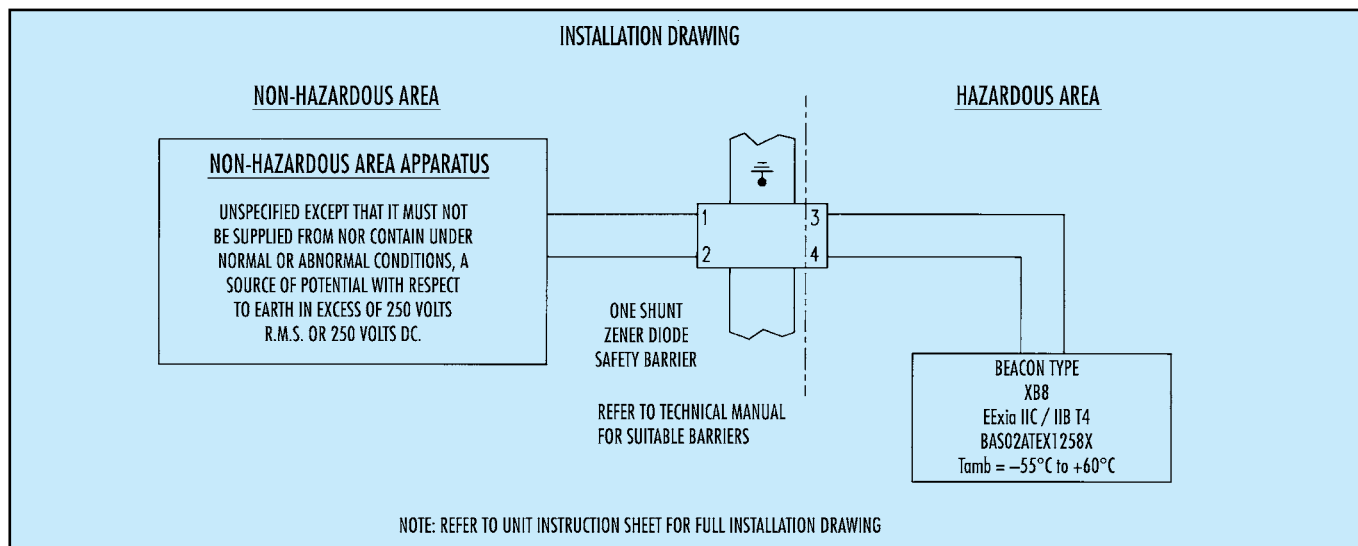 INSTALLATION DRAWING
NON-HAZARDOUS AREA
HAZARDOUS AREA
NON-HAZARDOUS AREA APPARATUS
UNSPECIFIED EXCEPT THAT IT MUST NOT
BE SUPPLIED FROM NOR CONTAIN UNDER
NORMAL OR ABNORMAL CONDITIONS, A
SOURCE OF POTENTIAL WITH RESPECT
TO EARTH IN EXCESS OF 250 VOLTS
R.M.S. OR 250 VOLTS DC.
1
2
3
4
ONE SHUNT
ZENER DIODE
SAFETY BARRIER
REFER TO TECHNICAL MANUAL
FOR SUITABLE BARRIERS
BEACON TYPE
XB8
EExia IIC / IIB T4
BAS02ATEX1258X
Tamb = –55°C to +60°C
NOTE: REFER TO UNIT INSTRUCTION SHEET FOR FULL INSTALLATION DRAWING